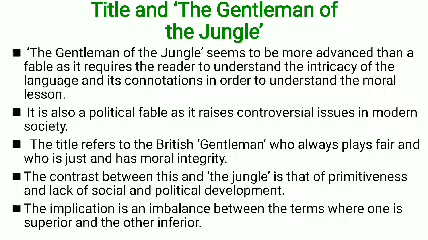 Title and ‘The Gentleman of
the Jungle’
■ ‘The Gentleman of the Jungle’ seems to be more advanced than a
fable as it requires the reader to understand the intricacy of the
language and its connotations in order to understand the moral
lesson.
■ It is also a political fable as it raises controversial issues in modern
society.
■ The title refers to the British ‘Gentleman’ who always plays fair and
who is just and has moral integrity.
■ The contrast between this and ‘the jungle’ is that of primitiveness
and lack of social and political development.
■ The implication is an imbalance between the terms where one is
superior and the other inferior.